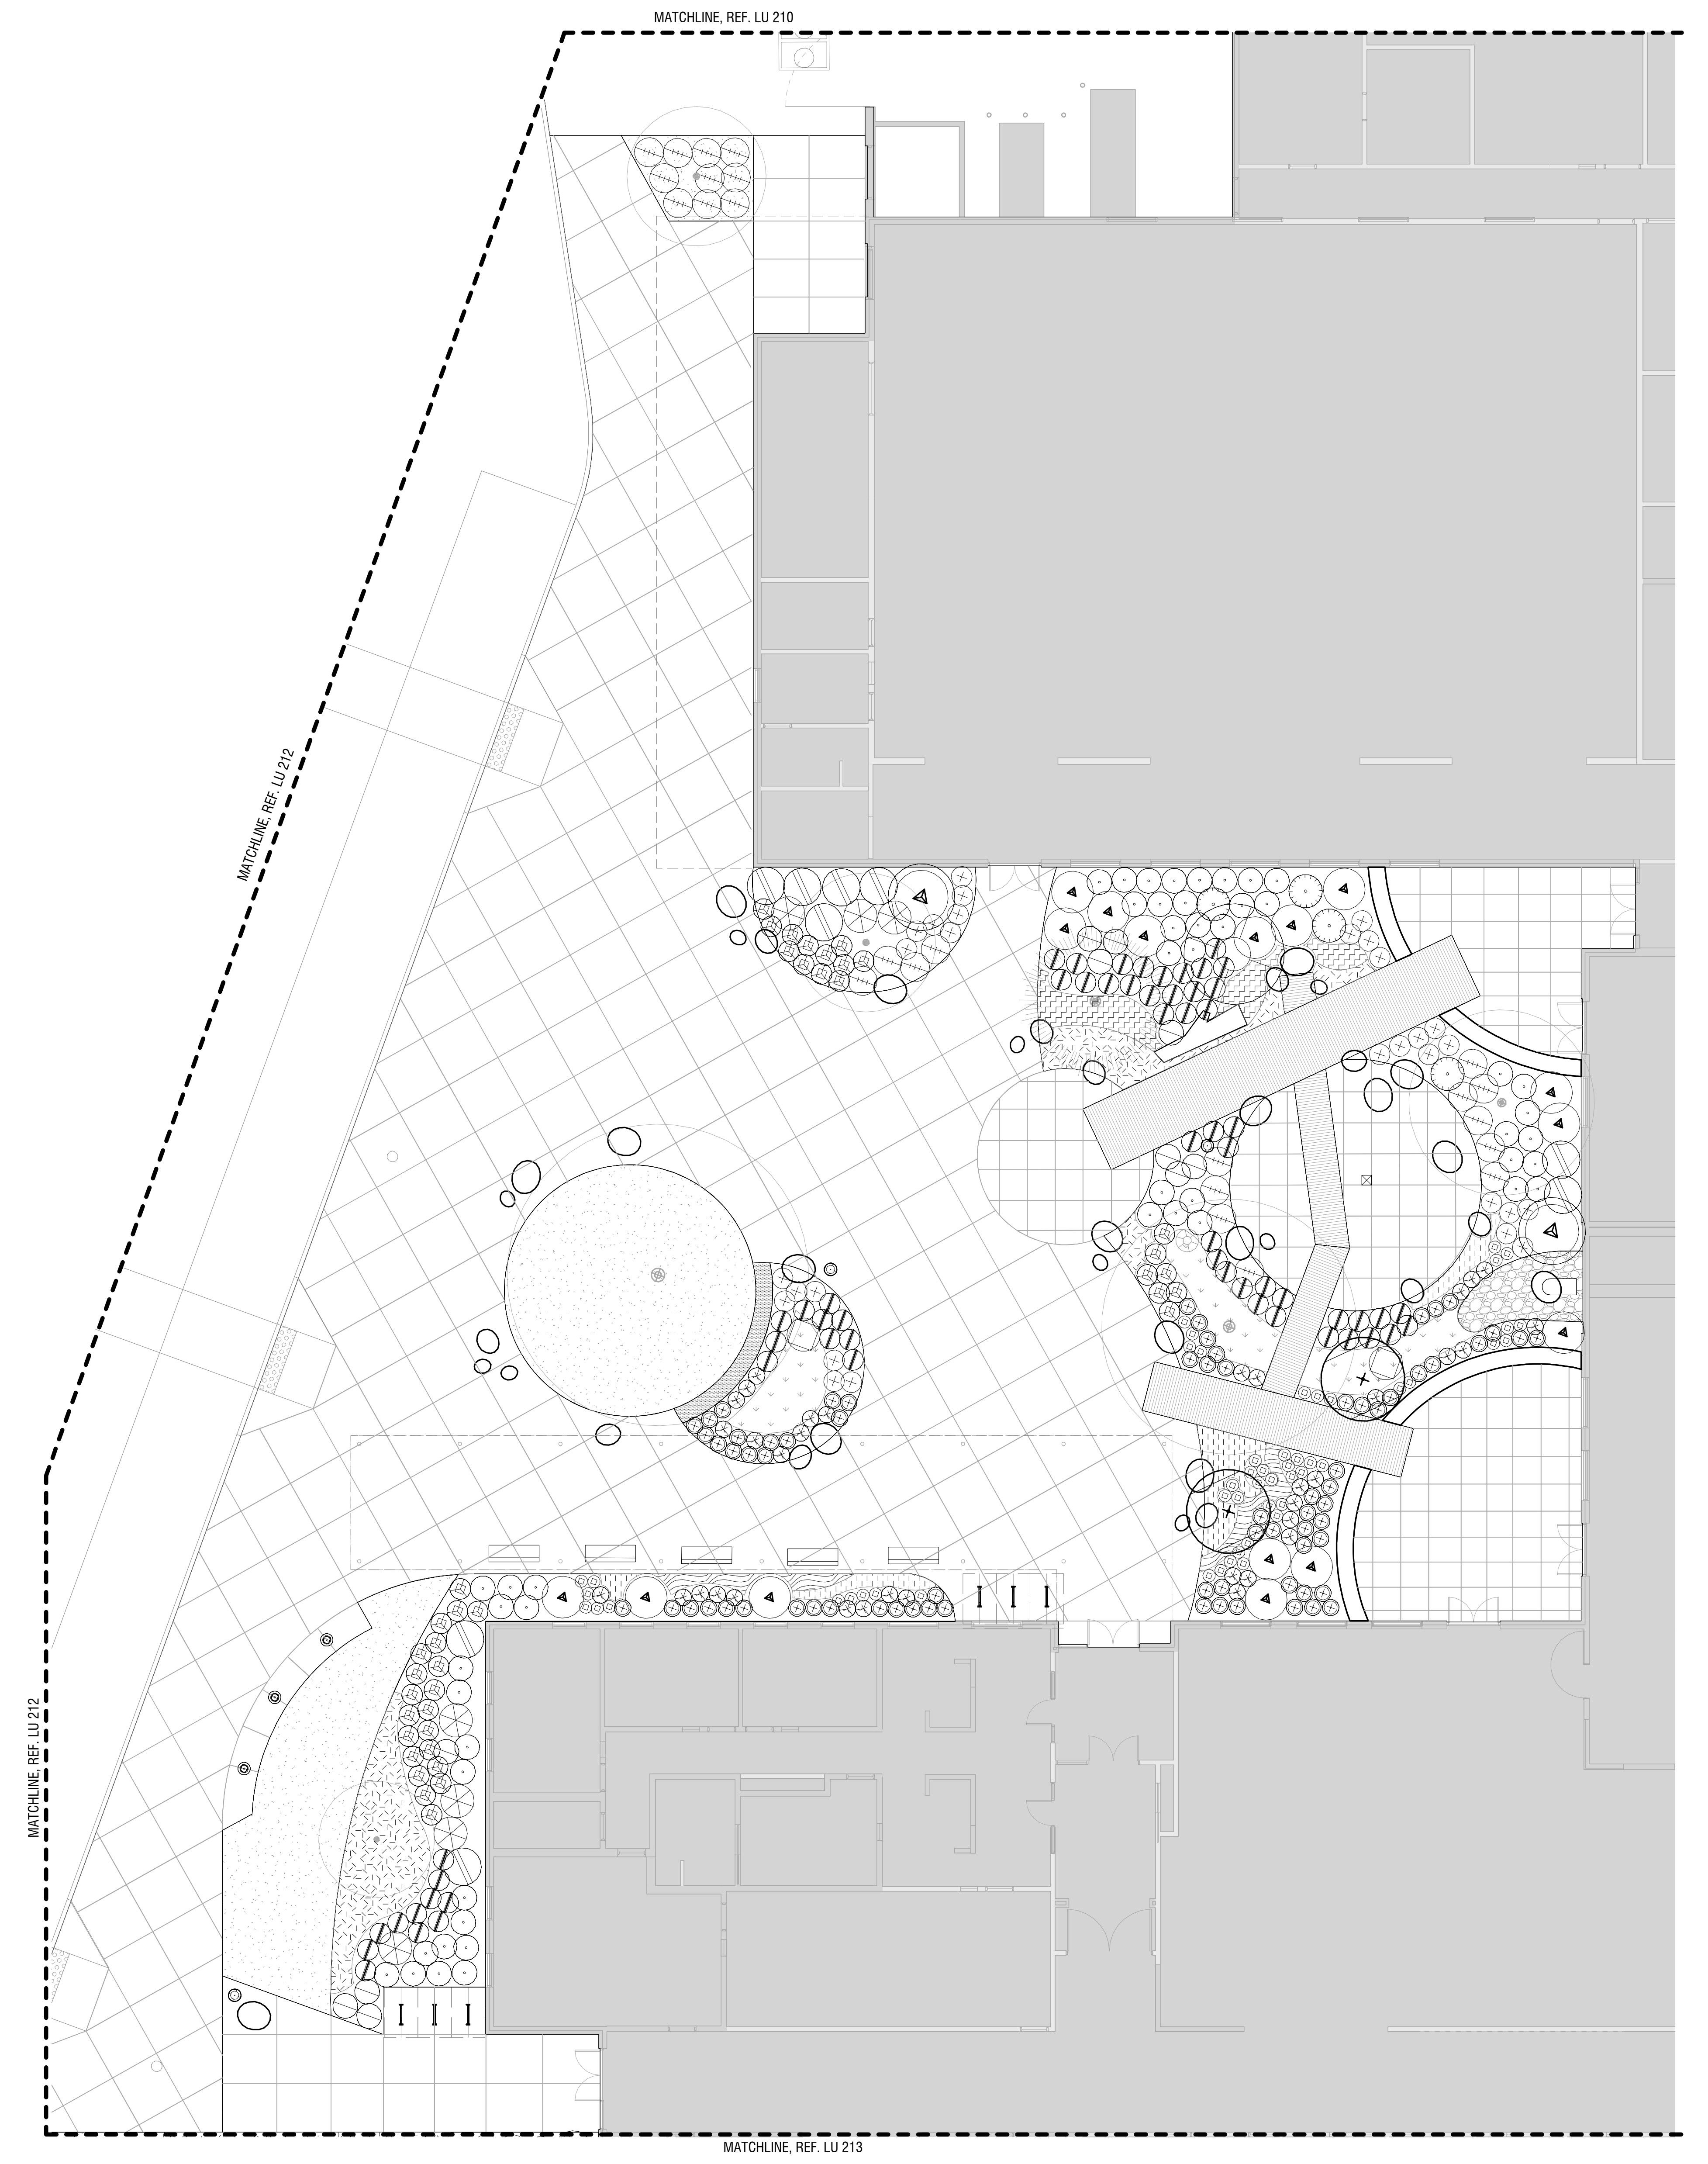 MATCHLINE, REF. LU 210
MATCHLINE, REF. LU 212
MATCHLINE, REF. LU 212
MATCHLINE, REF. LU 213